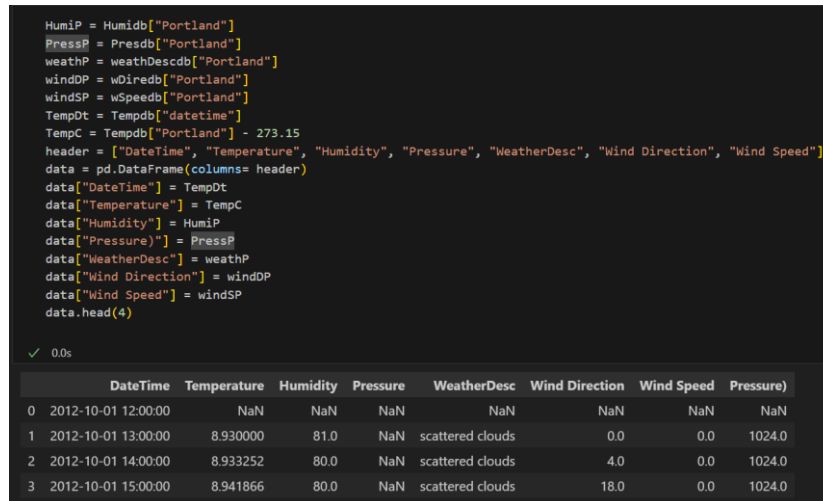 HumiP = Humidb["Portland"]
PressP = Presdb["Portland"]
weathP = weathDescdb["Portland"]
windDP = wDiredb["Portland"]
windSP = wSpeedb["Portland"]
TempDt = Tempdb["datetime"]
TempC = Tempdb["Portland"] - 273.15
header = ["DateTime", "Temperature", "Humidity", "Pressure", "WeatherDesc", "Wind Direction", "Wind Speed"]
data = pd.DataFrame(columns= header)
data["DateTime"] = TempDt
data["Temperature"] = TempC
data["Humidity"] = HumiP
data["Pressure)"] = PressP
data["WeatherDesc"] = weathP
data["Wind Direction"] = windDP
data["Wind Speed"] = windSP
data.head(4)
✓ 0.0s
DateTime Temperature Humidity Pressure WeatherDesc Wind Direction Wind Speed Pressure)
0 2012-10-01 12:00:00 NaN NaN NaN NaN NaN NaN NaN
1 2012-10-01 13:00:00 8.930000 81.0 NaN scattered clouds 0.0 0.0 1024.0
2 2012-10-01 14:00:00 8.933252 80.0 NaN scattered clouds 4.0 0.0 1024.0
3 2012-10-01 15:00:00 8.941866 80.0 NaN scattered clouds 18.0 0.0 1024.0